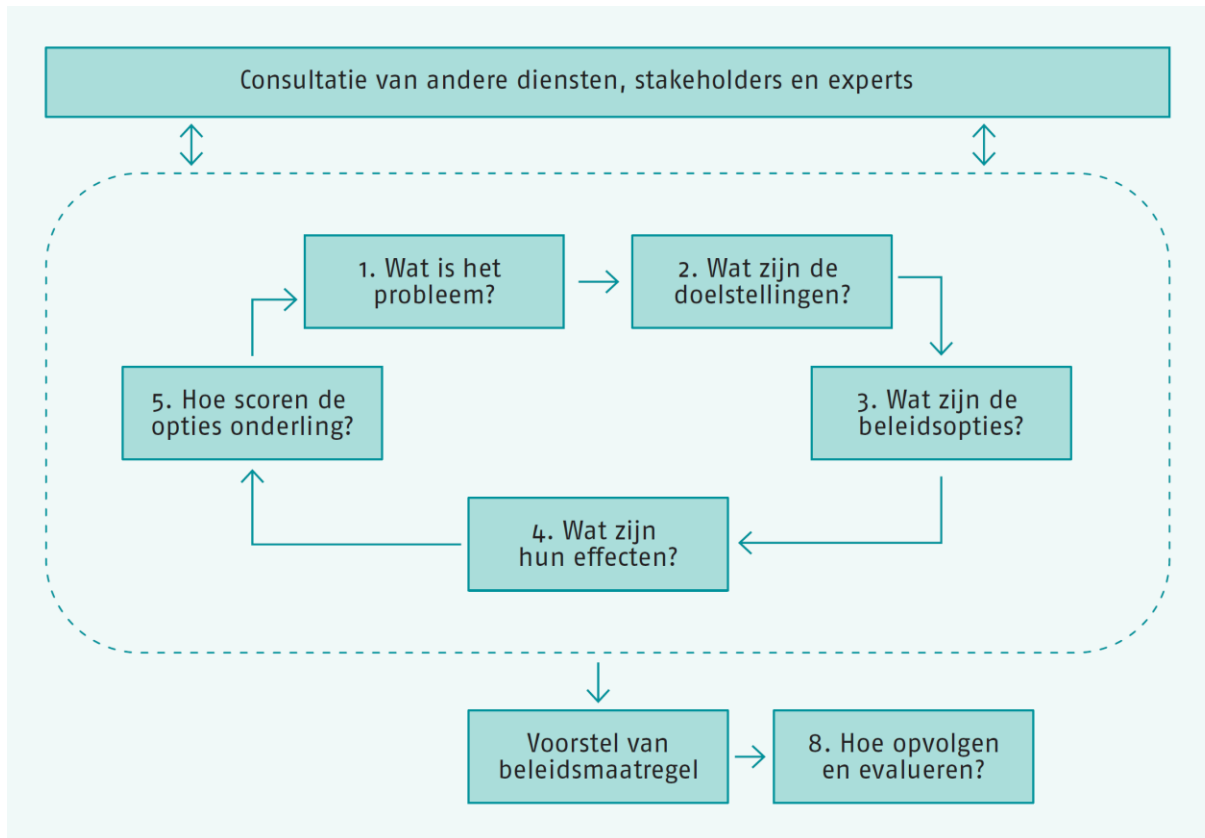 Consultatie van andere diensten, stakeholders en experts
1. Wat is het
probleem?
2. Wat zijn de
doelstellingen?
5. Hoe scoren de
opties onderling?
3. Wat zijn de
beleidsopties?
4. Wat zijn
hun effecten?
Voorstel van
beleidsmaatregel
8. Hoe opvolgen
en evalueren?